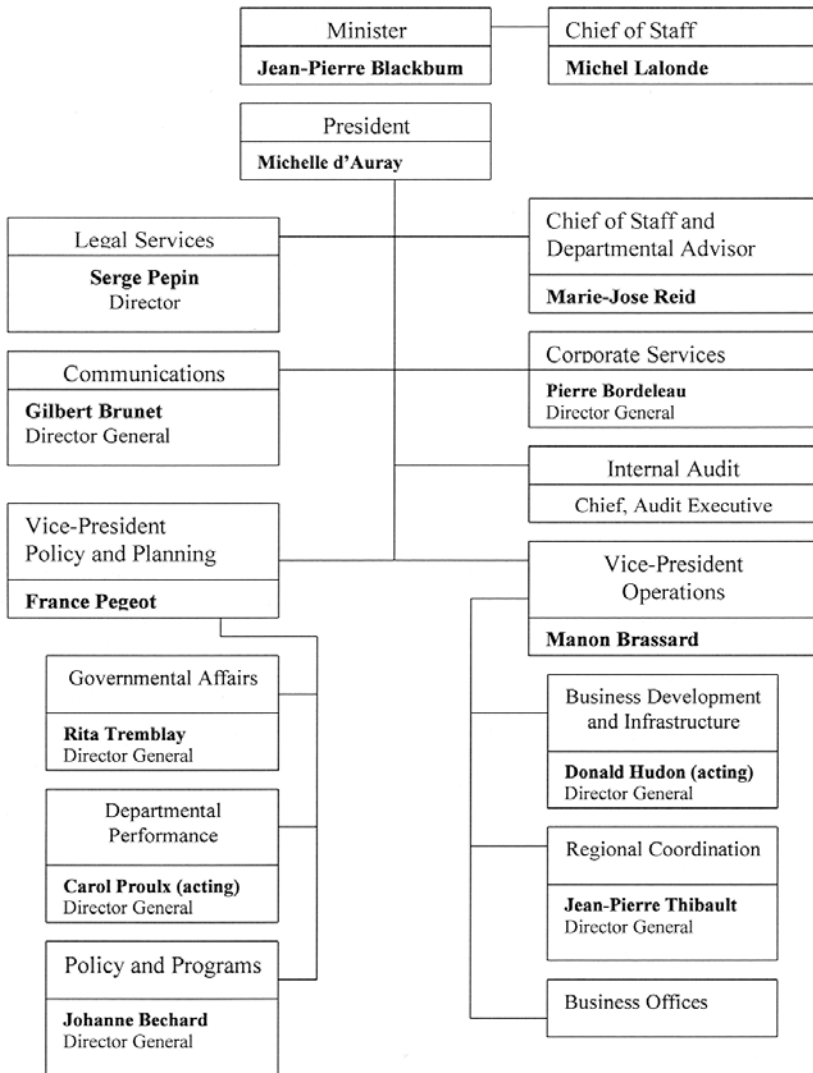 Minister
Jean-Pierre Blackbum
Chief of Staff
Michel Lalonde
President
Michelle d'Auray
Legal Services
Serge Pepin
Director
Chief of Staff and
Departmental Advisor
Marie-Jose Reid
Communications
Gilbert Brunet
Director General
Corporate Services
Pierre Bordeleau
Director General
Internal Audit
Chief, Audit Executive
Vice-President
Policy and Planning
France Pegeot
Vice-President
Operations
Manon Brassard
Governmental Affairs
Rita Tremblay
Director General
Departmental
Performance
Carol Proulx (acting)
Director General
Policy and Programs
Johanne Bechard
Director General
Business Development
and Infrastructure
Donald Hudon (acting)
Director General
Regional Coordination
Jean-Pierre Thibault
Director General
Business Offices